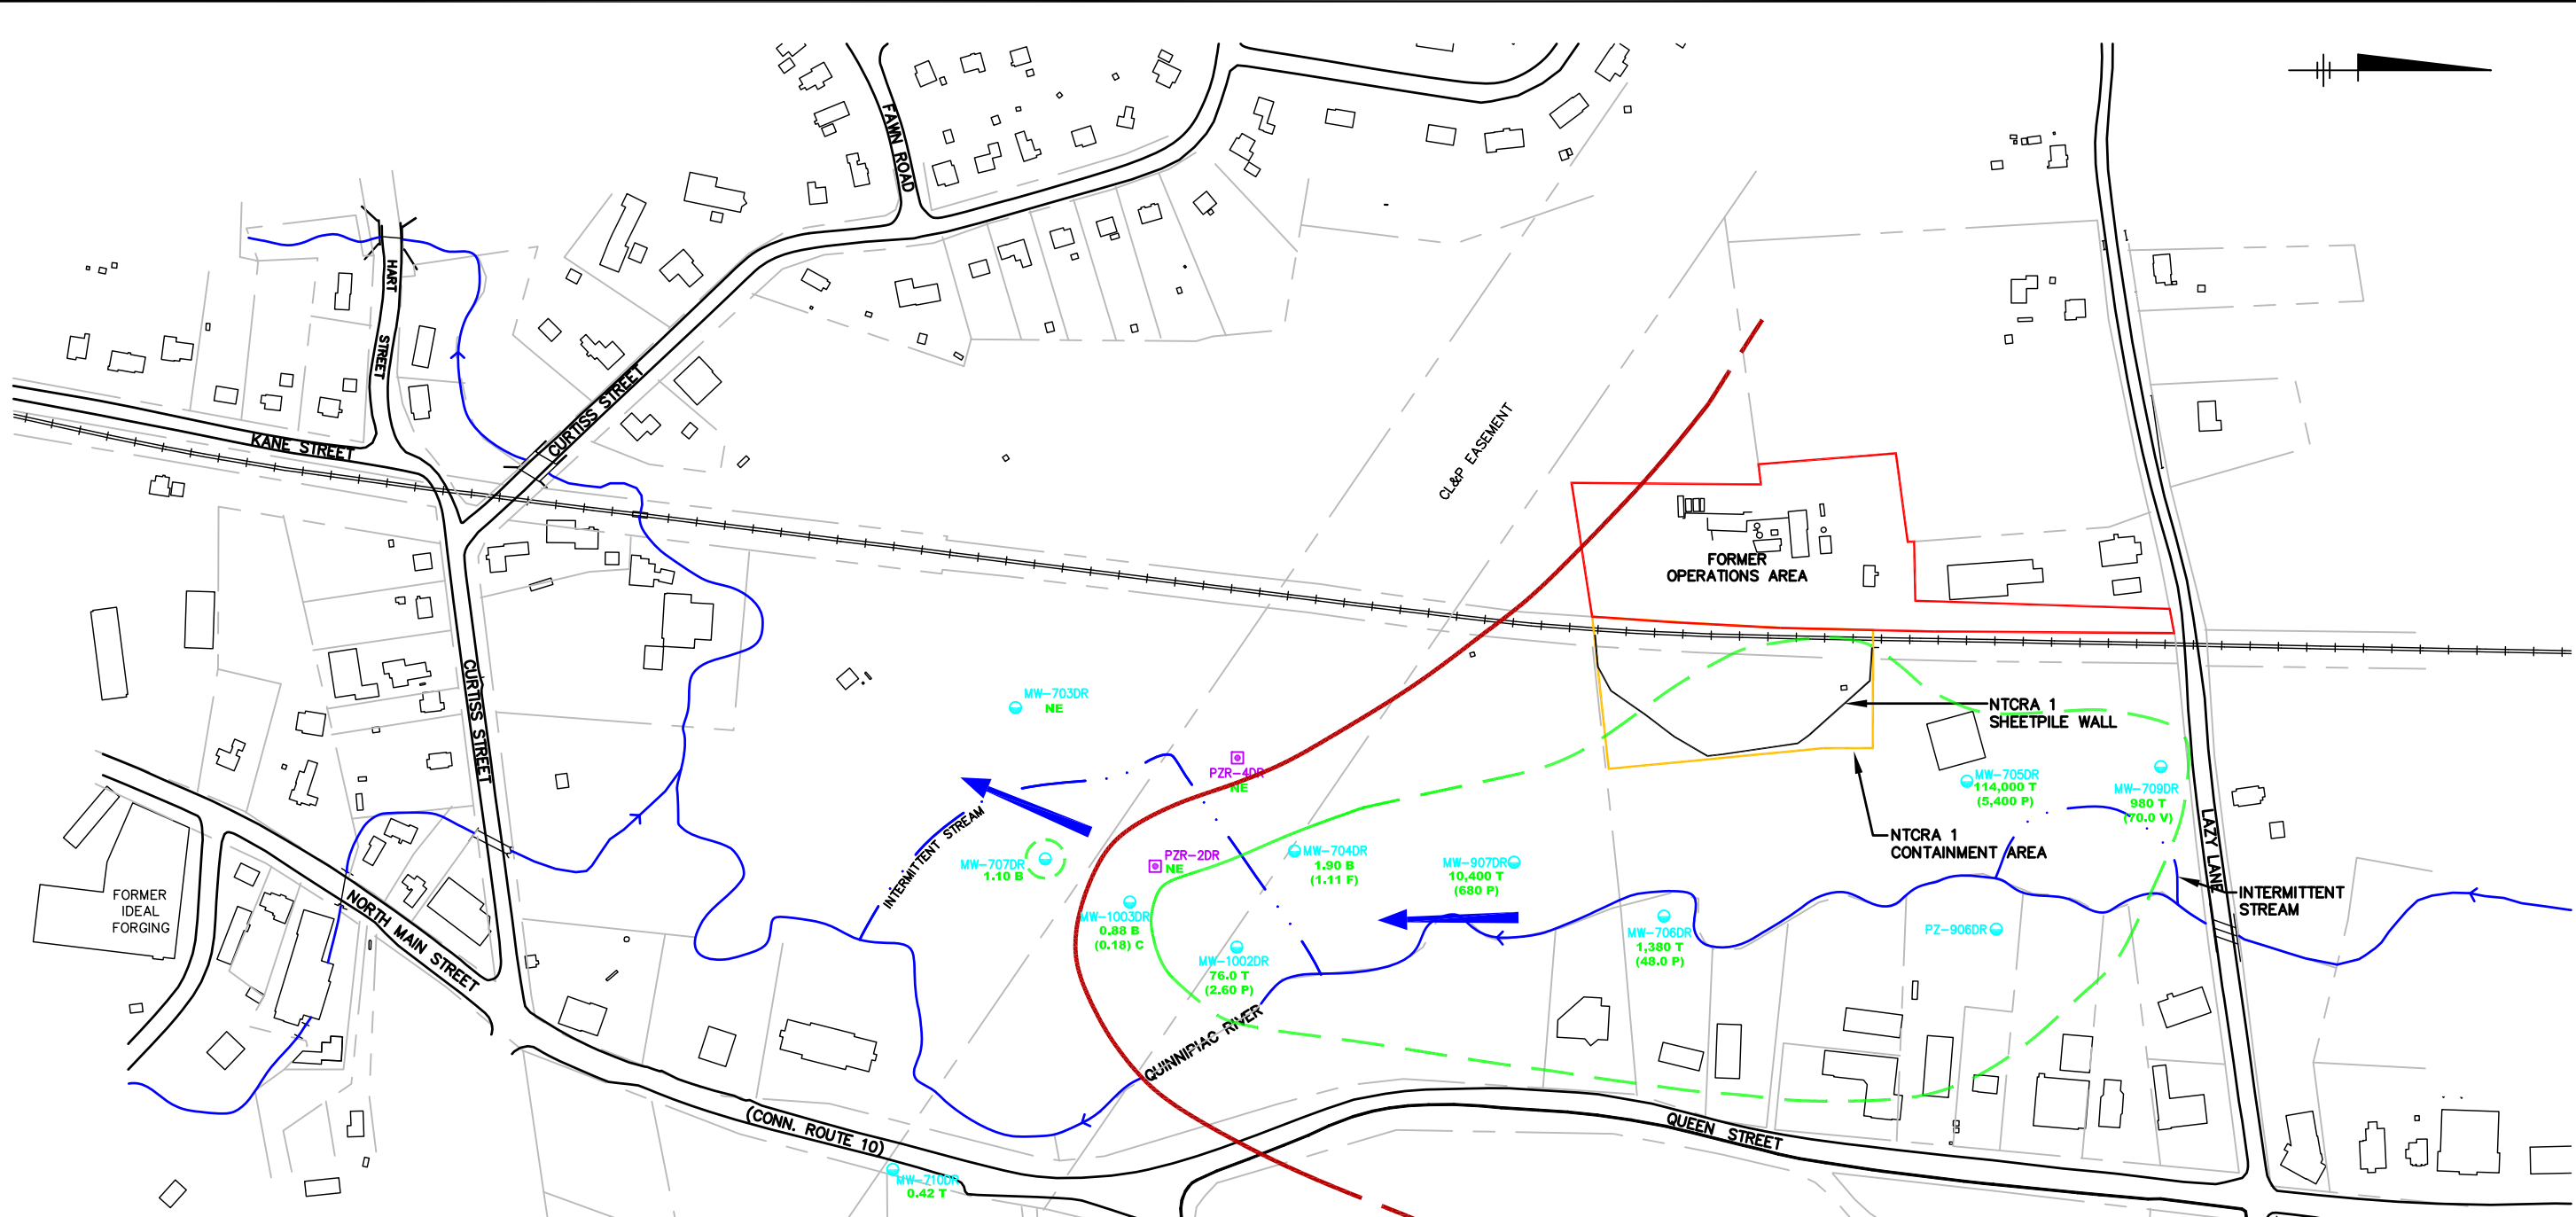 FAWN ROAD
HART
STREET
KANE STREET
CURTISS STREET
CL&P EASEMENT
FORMER
OPERATIONS AREA
CURTISS STREET
MW-703DR
NE
NTCRA 1
SHEETPILE WALL
PZR-4DR
NE
MW-705DR
114,000 T
(5,400 P)
MW-709DR
980 T
(70.0 V)
LAZY LANE
INTERMITTENT STREAM
NTCRA 1
CONTAINMENT AREA
MW-707DR
1.10 B
PZR-2DR
NE
MW-704DR
1.90 B
(1.11 F)
MW-907DR
10,400 T
(680 P)
INTERMITTENT
STREAM
FORMER
IDEAL
FORGING
NORTH MAIN STREET
MW-1003DR
0.88 B
(0.18) C
MW-706DR
1,380 T
(48.0 P)
PZ-906DR
MW-1002DR
76.0 T
(2.60 P)
QUINNIPIAC RIVER
(CONN. ROUTE 10)
QUEEN STREET
MW-710DR
0.42 T